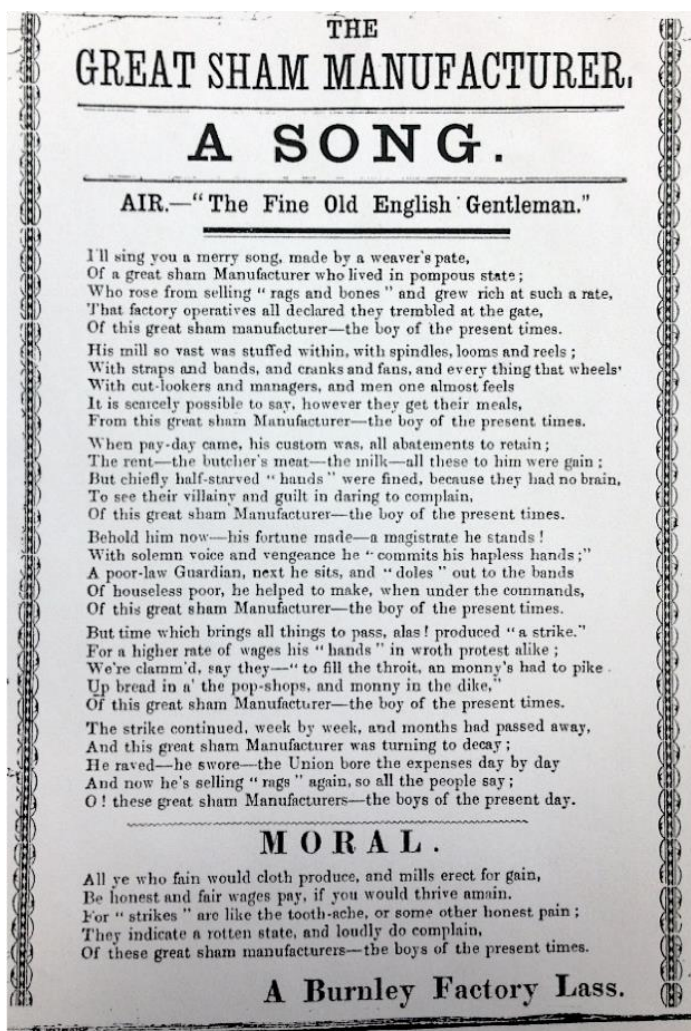 THE
GREAT SHAM MANUFACTURER,
A SONG.
AIR.—“The Fine Old English Gentleman.”
I'll sing you a merry song, made by a weaver's pate,
Of a great sham Manufacturer who lived in pompous state;
Who rose from selling “rags and bones” and grew rich at such a rate,
That factory operatives all declared they trembled at the gate,
Of this great sham manufacturer—the boy of the present times.
His mill so vast was stuffed within, with spindles, looms and reels;
With straps and bands, and cranks and fans, and every thing that wheels'
With cut-lookers and managers, and men one almost feels
It is scarcely possible to say, however they get their meals,
From this great sham Manufacturer—the boy of the present times.
When pay-day came, his custom was, all abatements to retain;
The rent—the butcher's meat—the milk—all these to him were gain;
But chiefly half-starved “hands” were fined, because they had no brain,
To see their villainy and guilt in daring to complain,
Of this great sham Manufacturer—the boy of the present times.
Behold him now—his fortune made—a magistrate he stands!
With solemn voice and vengeance he “commits his hapless hands;”
A poor-law Guardian, next he sits, and “doles” out to the bands
Of houseless poor, he helped to make, when under the commands,
Of this great sham Manufacturer—the boy of the present times.
But time which brings all things to pass, alas! produced “a strike.”
For a higher rate of wages his “hands” in wroth protest alike;
We're clamm'd, say they—“to fill the throit, an monny's had to pike
Up bread in a' the pop-shops, and monny in the dike,”
Of this great sham Manufacturer—the boy of the present times.
The strike continued, week by week, and months had passed away,
And this great sham Manufacturer was turning to decay;
He raved—he swore—the Union bore the expenses day by day
And now he's selling “rags” again, so all the people say;
O! these great sham Manufacturers—the boys of the present day.
MORAL.
All ye who fain would cloth produce, and mills erect for gain,
Be honest and fair wages pay, if you would thrive amain.
For “strikes” are like the tooth-ache, or some other honest pain;
They indicate a rotten state, and loudly do complain,
Of these great sham manufacturers—the boys of the present times.
A Burnley Factory Lass.